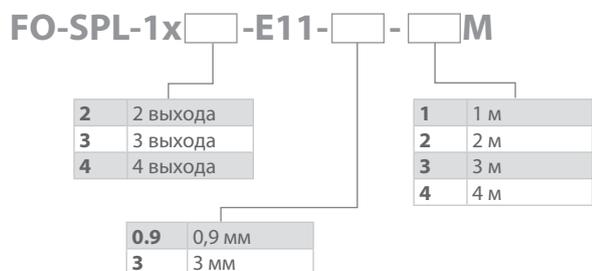 FO-SPL-1x -E11- - M
2 2 выхода
3 3 выхода
4 4 выхода
1 1 м
2 2 м
3 3 м
4 4 м
0.9 0,9 мм
3 3 мм